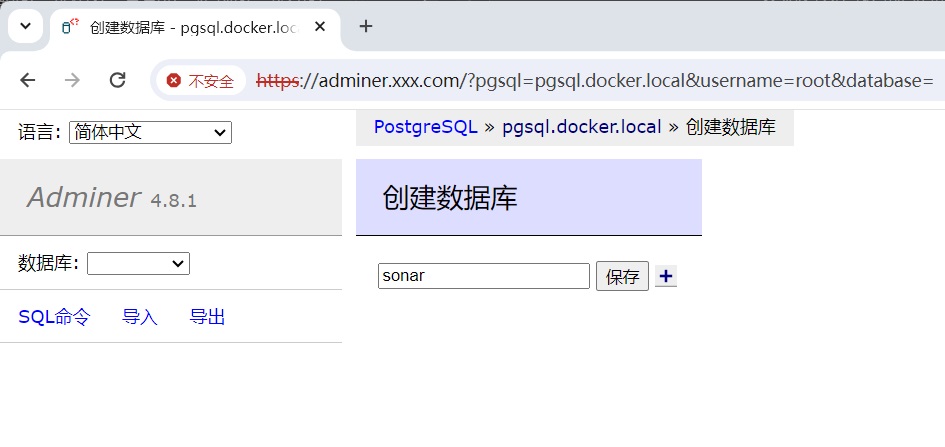 创建数据库 - pgsql.docker.loc
不安全 https://adminer.xxx.com/?pgsql=pgsql.docker.local&username=root&database=
语言: 简体中文
PostgreSQL » pgsql.docker.local » 创建数据库
Adminer 4.8.1
创建数据库
数据库:
sonar 保存 +
SQL命令 导入 导出